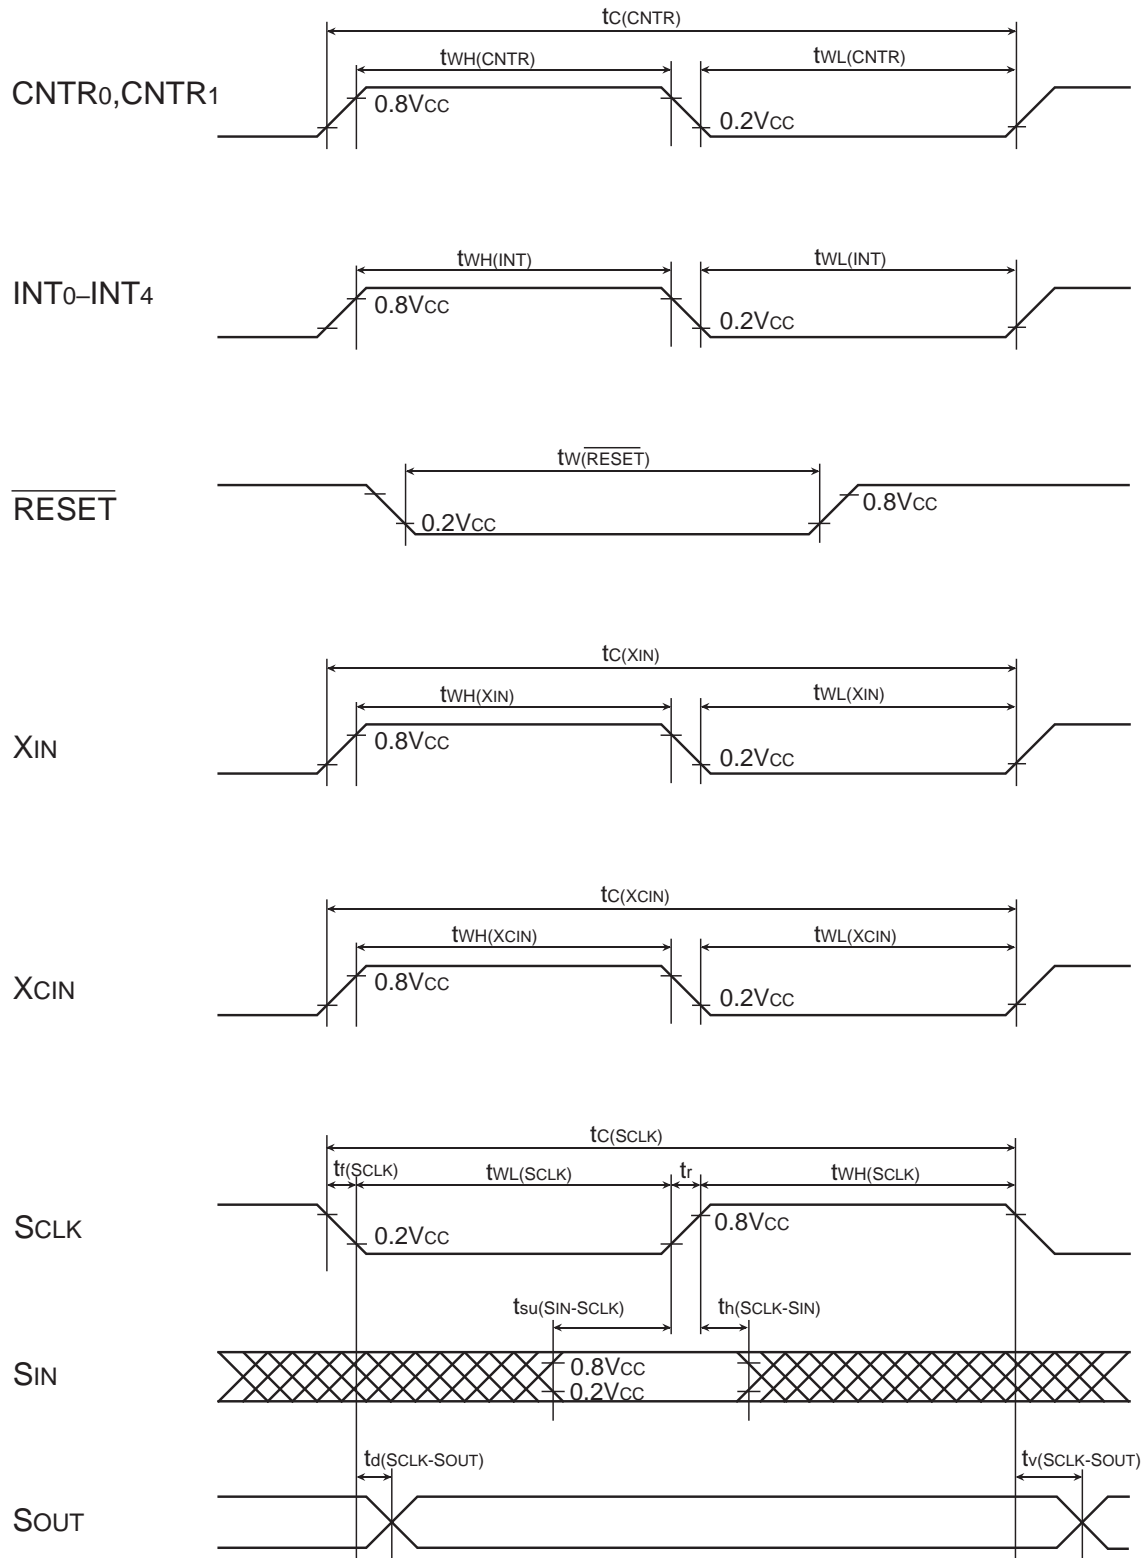 tC(CNTR)
tWH(CNTR) tWL(CNTR)
CNTR0,CNTR1
0.8VCC
0.2VCC
tWH(INT) tWL(INT)
INT0–INT4
0.8VCC
0.2VCC
tW(RESET)
RESET
0.2VCC
0.8VCC
tC(XIN)
tWH(XIN) tWL(XIN)
XIN
0.8VCC
0.2VCC
tC(XCIN)
tWH(XCIN) tWL(XCIN)
XCIN
0.8VCC
0.2VCC
tC(SCLK)
tf(SCLK) tWL(SCLK) tr tWH(SCLK)
SCLK
0.2VCC
0.8VCC
tsu(SIN-SCLK) th(SCLK-SIN)
SIN
0.8VCC
0.2VCC
td(SCLK-SOUT) tv(SCLK-SOUT)
SOUT